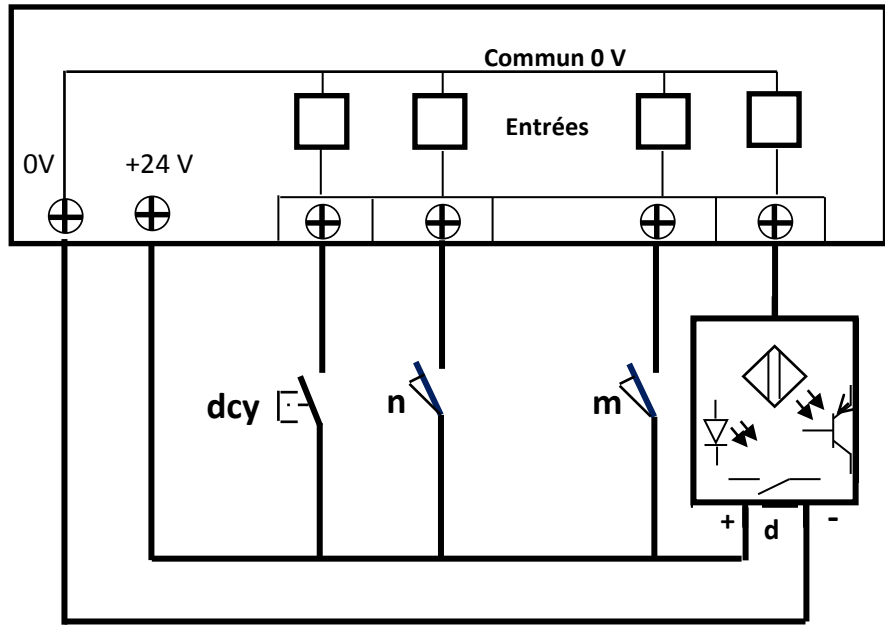 Commun 0 V
Entrées
0V
+24 V
dcy
n
m
+ d -